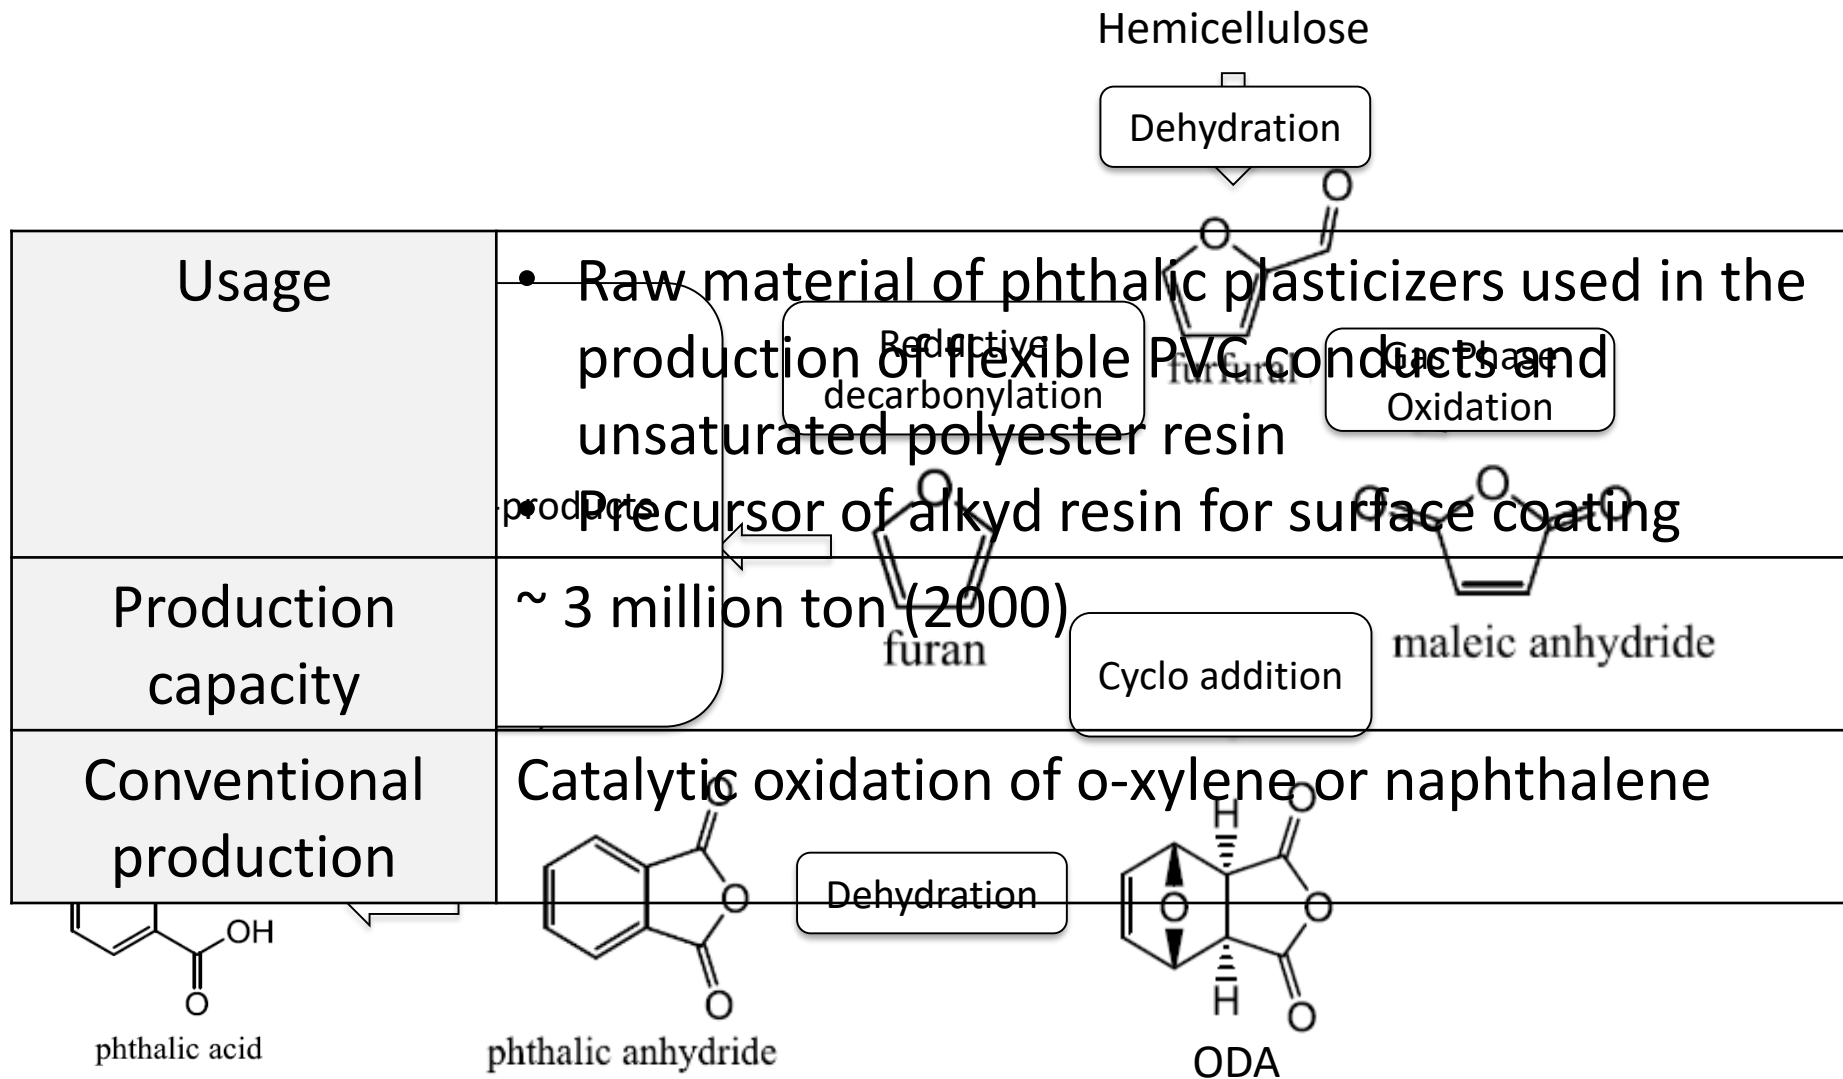 Hemicellulose
Dehydration
O
O
Usage
• Raw material of phthalic plasticizers used in the
production of flexible PVC conducts and
unsaturated polyester resin
• Precursor of alkyd resin for surface coating
Reductive
decarbonylation
furfural
Gas Phase
Oxidation
products
O
O
O
O
furan
maleic anhydride
Production
capacity
~ 3 million ton (2000)
Cyclo addition
Conventional
production
Catalytic oxidation of o-xylene or naphthalene
O
O
O
H
O
O
O
H
O
Dehydration
OH
O
phthalic acid
phthalic anhydride
ODA